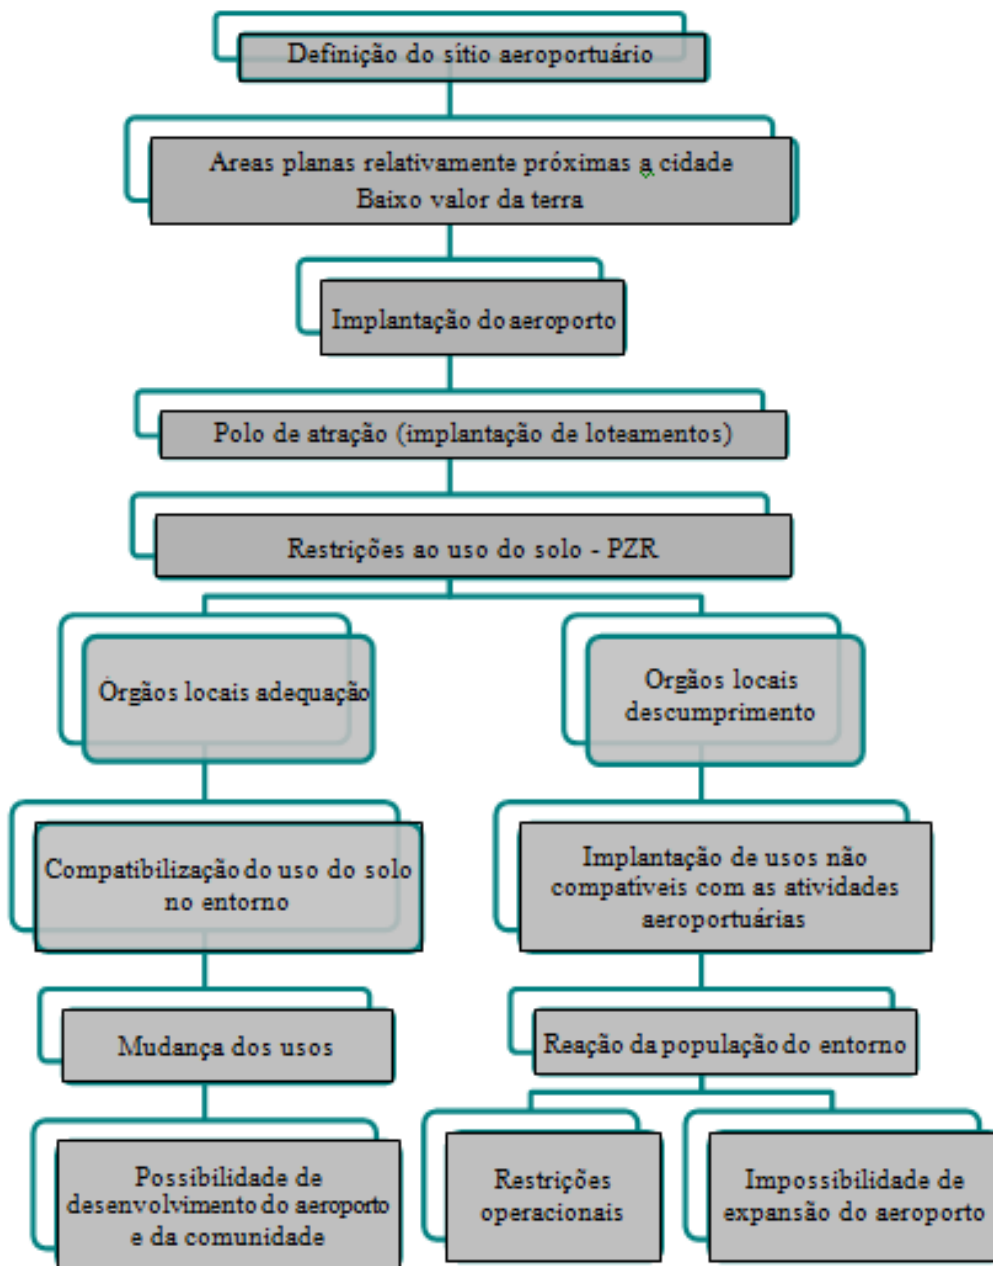 Definição do sítio aeroportuário
Areas planas relativamente próximas a cidade
Baixo valor da terra
Implantação do aeroporto
Polo de atração (implantação de loteamentos)
Restrições ao uso do solo - PZR
Órgãos locais adequação
Orgãos locais
descumprimento
Compatibilização do uso do solo
no entorno
Implantação de usos não
compatíveis com as atividades
aeroportuárias
Mudança dos usos
Reação da população do entorno
Possibilidade de
desenvolvimento do aeroporto
e da comunidade
Restrições
operacionais
Impossibilidade de
expansão do aeroporto